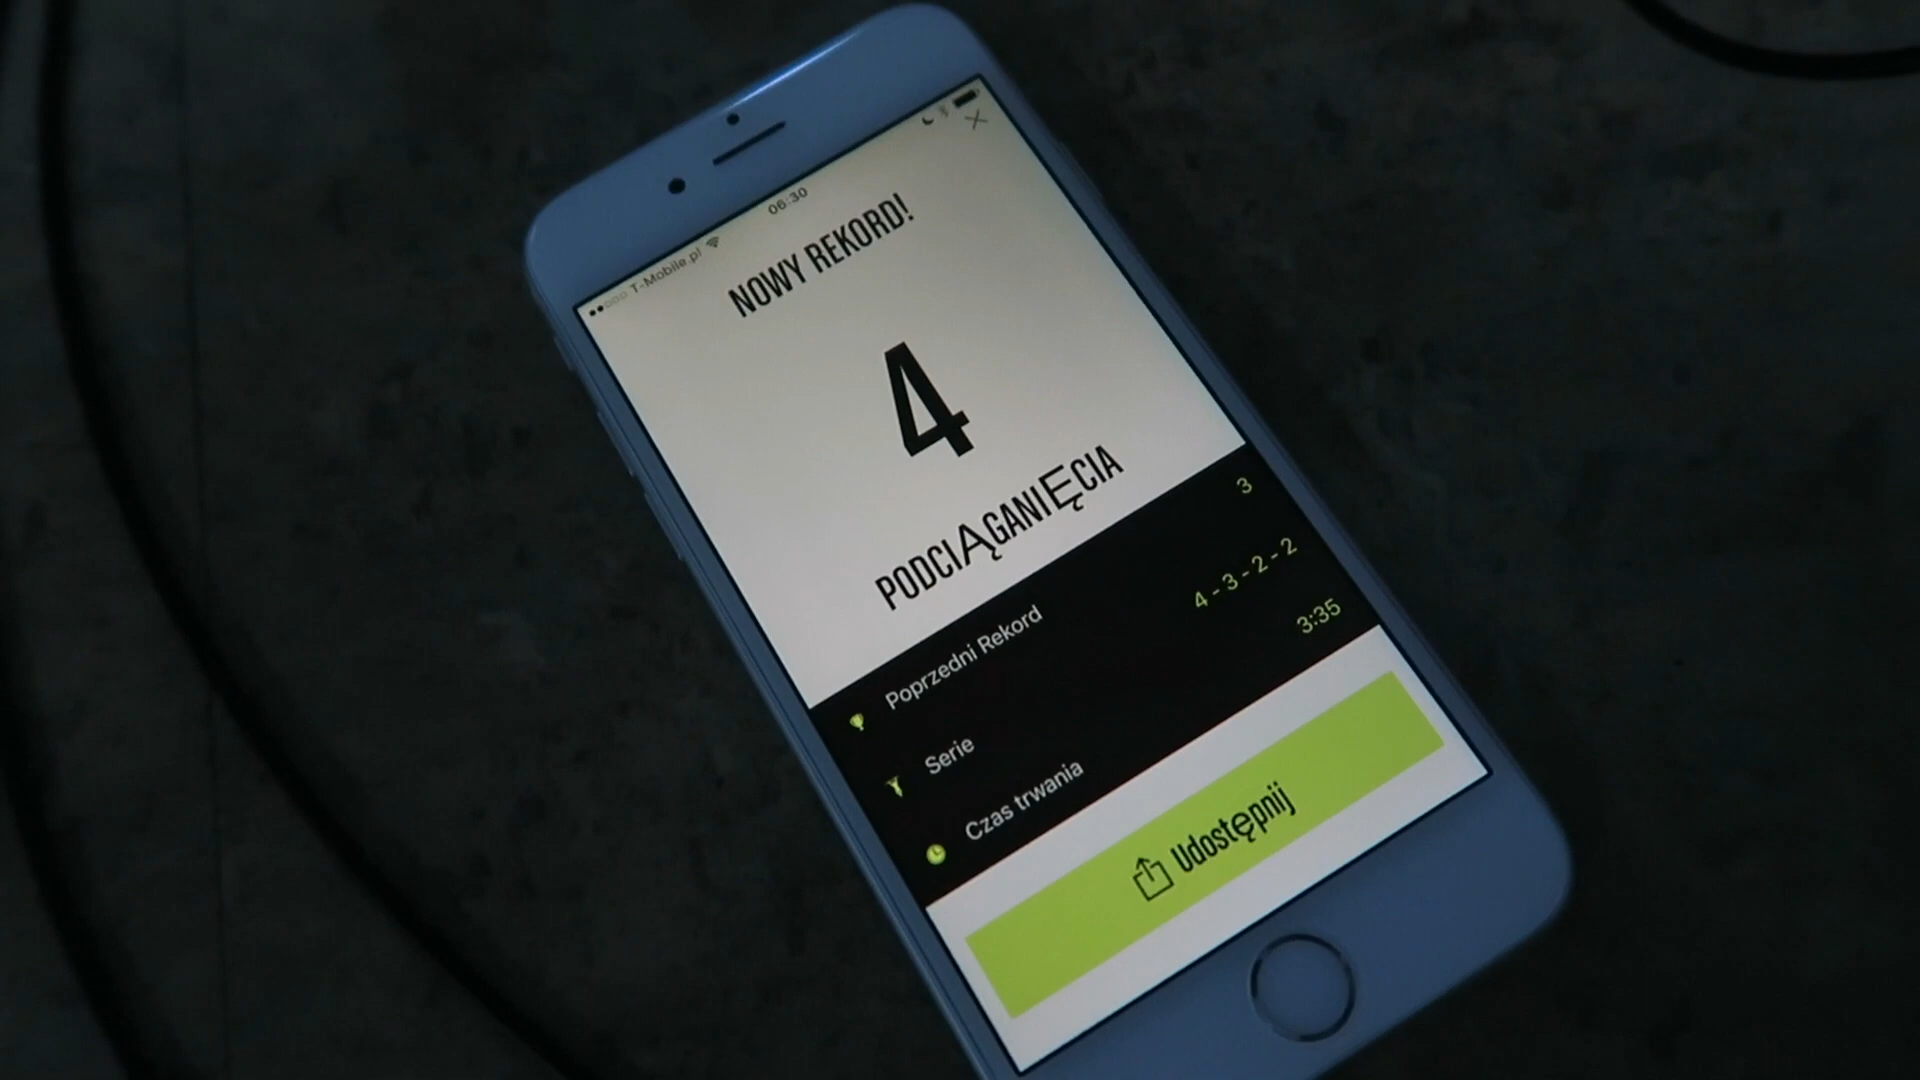 T-Mobile.pl 06:30
NOWY REKORD!
4
PODCIĄGANIĘCIA
Poprzedni Rekord 3
Serie 4 - 3 - 2 - 2
Czas trwania 3:35
Udostępnij